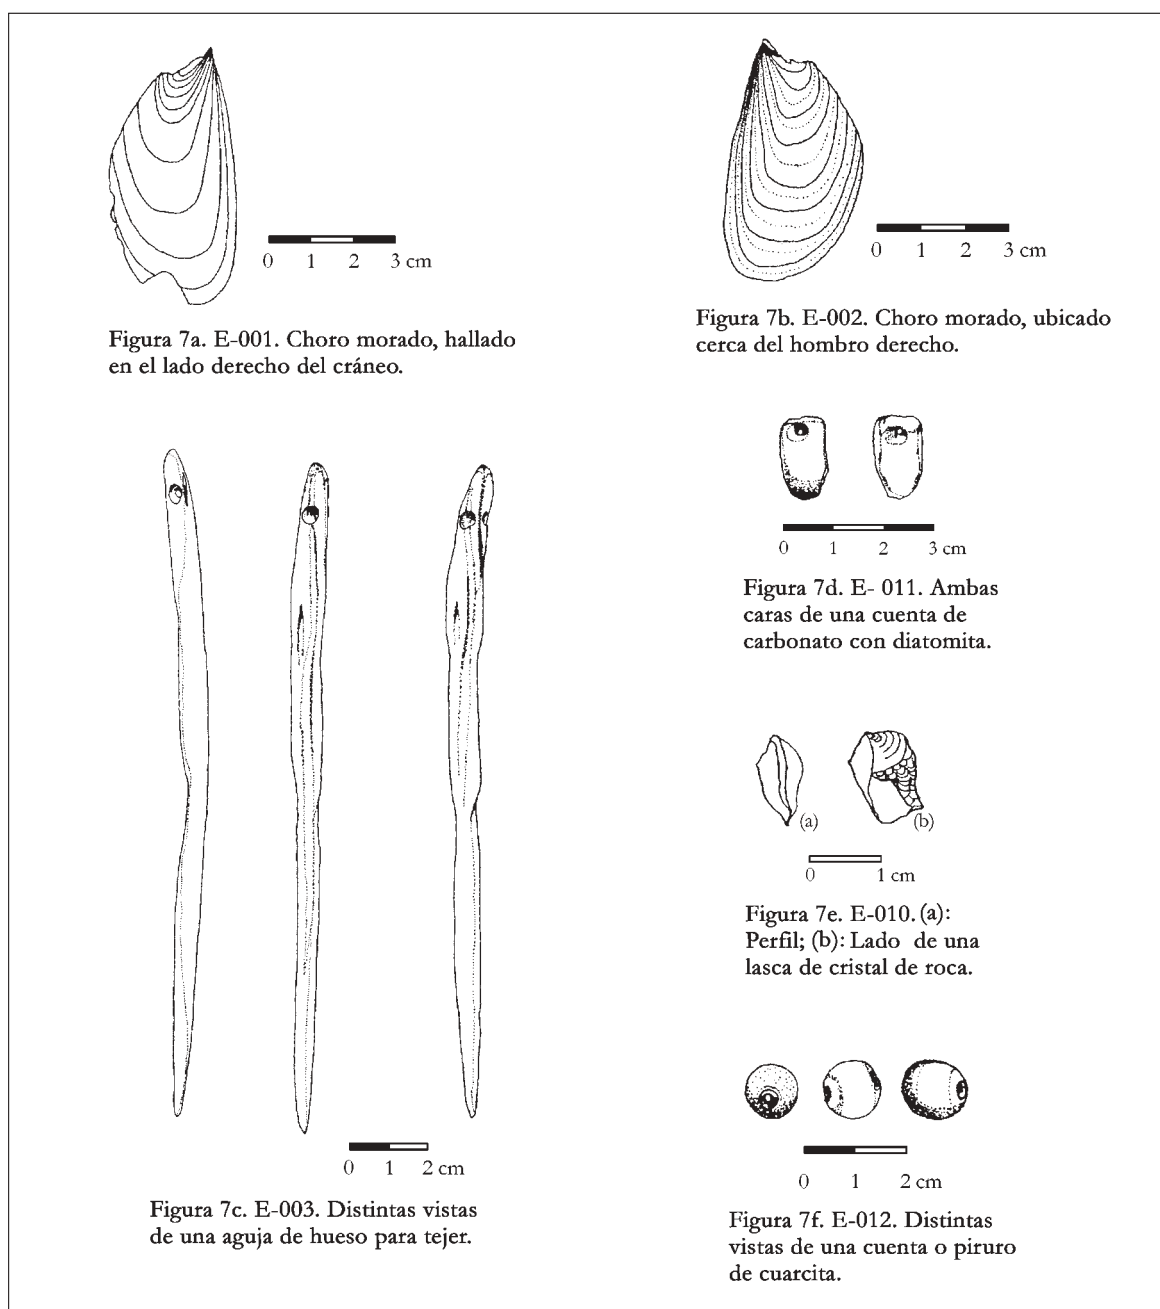 0 1 2 3 cm
Figura 7a. E-001. Choro morado, hallado
en el lado derecho del cráneo.
0 1 2 3 cm
Figura 7b. E-002. Choro morado, ubicado
cerca del hombro derecho.
0 1 2 cm
Figura 7c. E-003. Distintas vistas
de una aguja de hueso para tejer.
0 1 2 3 cm
Figura 7d. E- 011. Ambas
caras de una cuenta de
carbonato con diatomita.
(a) (b)
0 1 cm
Figura 7e. E-010. (a):
Perfil; (b): Lado de una
lasca de cristal de roca.
0 1 2 cm
Figura 7f. E-012. Distintas
vistas de una cuenta o piruro
de cuarcita.